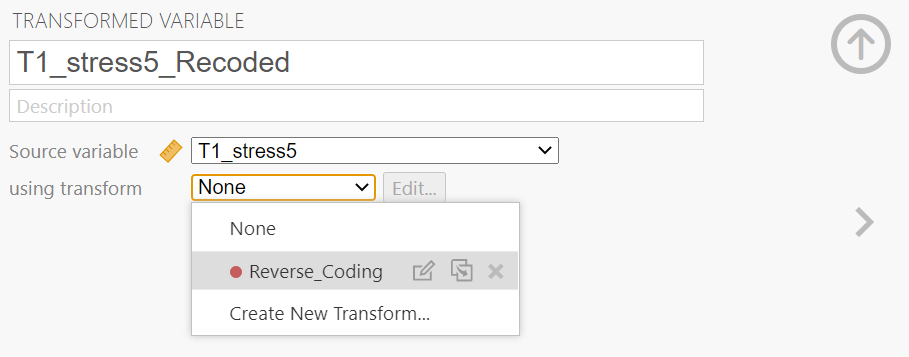 TRANSFORMED VARIABLE
T1_stress5_Recoded
Description
Source variable T1_stress5
using transform None Edit...
None
Reverse_Coding
Create New Transform...